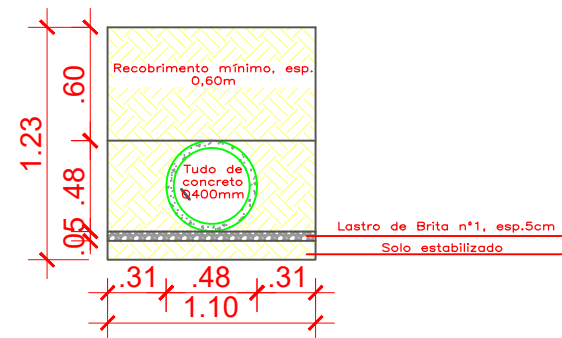 Recobrimento mínimo, esp.
0,60m
.60
1.23
.48
.05
Tudo de
concreto
Ø400mm
Lastro de Brita n°1, esp.5cm
Solo estabilizado
.31 .48 .31
1.10